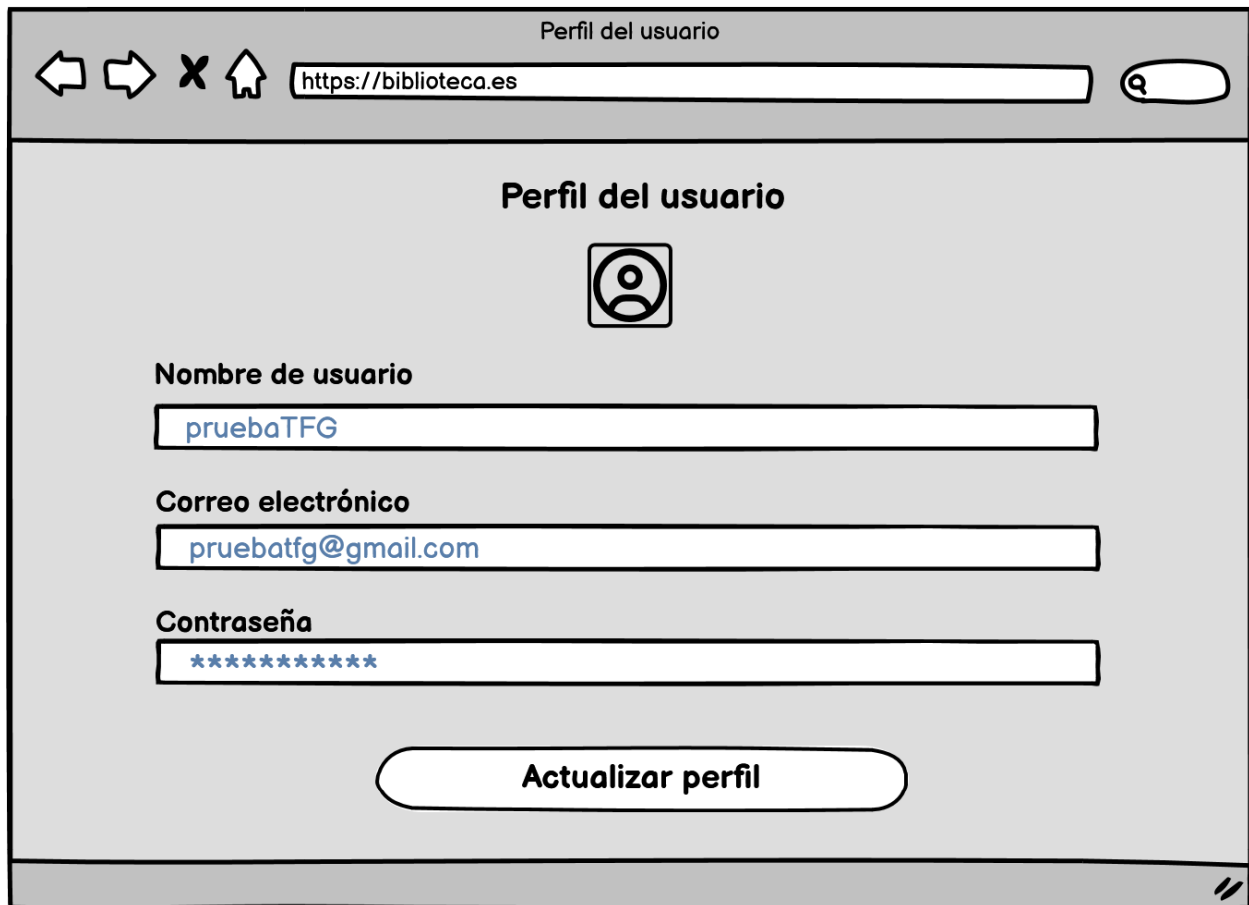 Perfil del usuario
https://biblioteca.es
Perfil del usuario
Nombre de usuario
pruebaTFG
Correo electrónico
pruebatfg@gmail.com
Contraseña
***********
Actualizar perfil